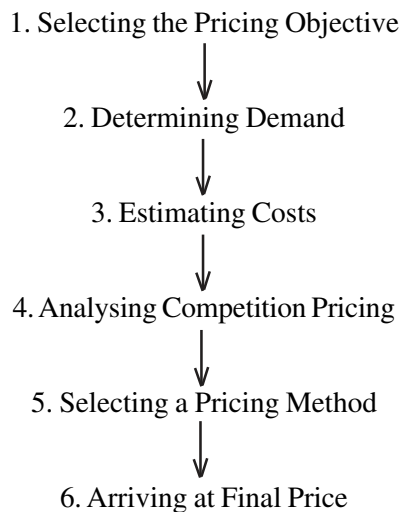 1. Selecting the Pricing Objective
2. Determining Demand
3. Estimating Costs
4. Analysing Competition Pricing
5. Selecting a Pricing Method
6. Arriving at Final Price